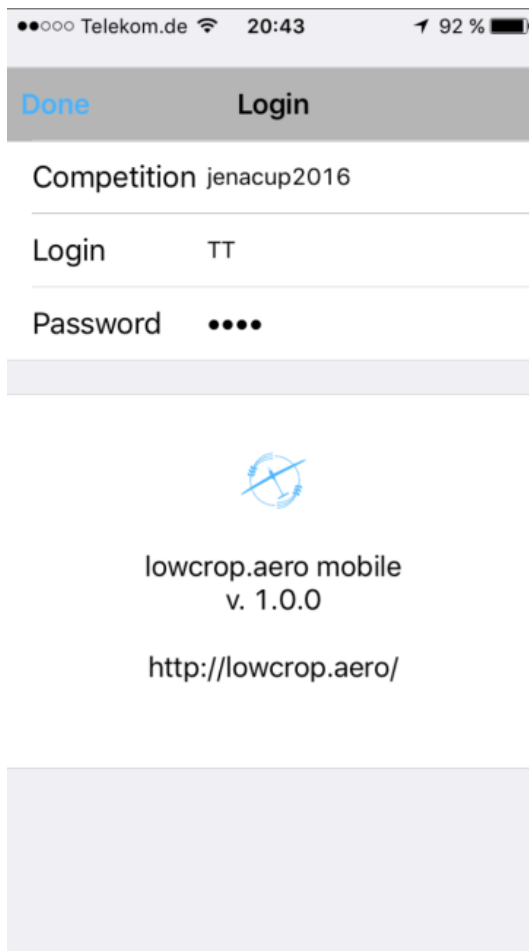 Telekom.de 20:43 92 %
Done Login
Competition jenacup2016
Login TT
Password ••••
lowcrop.aero mobile
v. 1.0.0
http://lowcrop.aero/